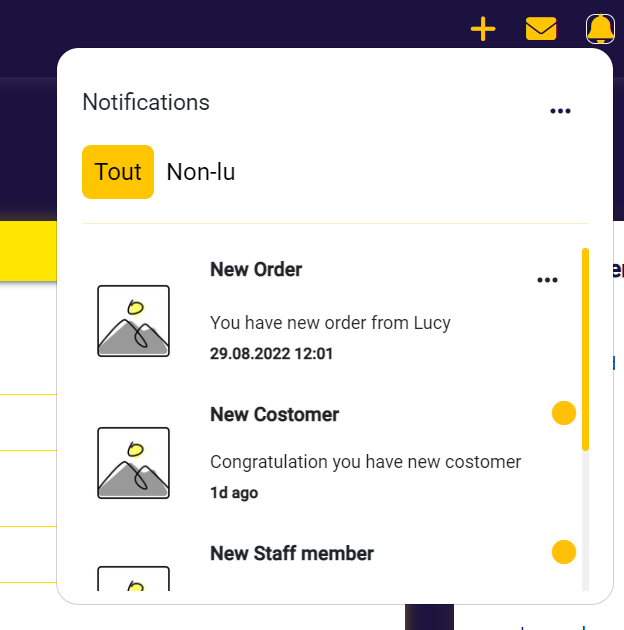 Notifications
Tout Non-lu
New Order
You have new order from Lucy
29.08.2022 12:01
New Costomer
Congratulation you have new costomer
1d ago
New Staff member